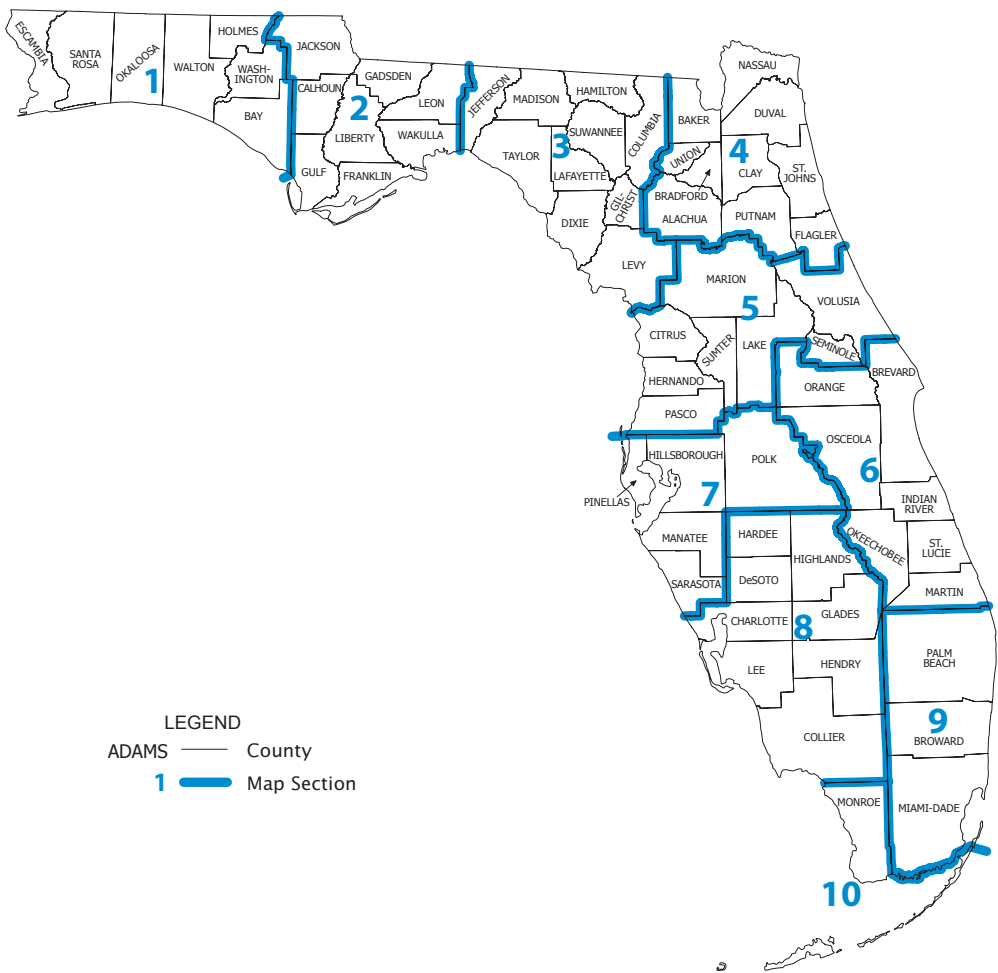 ESCAMBIA
SANTA
ROSA
OKALOOSA
1
WALTON
HOLMES
WASH-
INGTON
BAY
JACKSON
CALHOUN
GULF
2
GADSDEN
LIBERTY
FRANKLIN
LEON
WAKULLA
JEFFERSON
MADISON
TAYLOR
HAMILTON
SUWANNEE
3
LAFAYETTE
DIXIE
GIL-
CHRIST
COLUMBIA
LEVY
BAKER
NASSAU
DUVAL
UNION
4
CLAY
ST.
JOHNS
BRADFORD
ALACHUA
PUTNAM
FLAGLER
MARION
5
VOLUSIA
CITRUS
SUMTER
LAKE
SEMINOLE
HERNANDO
PASCO
ORANGE
BREVARD
OSCEOLA
6
HILLSBOROUGH
POLK
PINELLAS
7
INDIAN
RIVER
MANATEE
HARDEE
HIGHLANDS
OKEECHOBEE
ST.
LUCIE
SARASOTA
DeSOTO
MARTIN
CHARLOTTE
8
GLADES
LEE
HENDRY
PALM
BEACH
COLLIER
9
BROWARD
MONROE
MIAMI-DADE
10
LEGEND
ADAMS County
1 Map Section